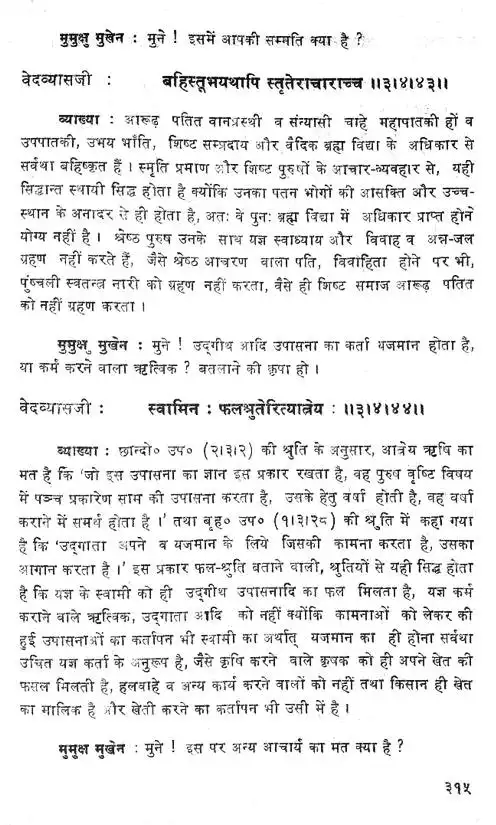 मुमुक्षु मुखेन : मुने ! इसमें आपकी सम्मति क्या है ?
वेदव्यासजी : बहिस्तूभयथापि स्तृतेराचाराच्च ॥३।४।४३॥
व्याख्या : आरूढ़ पतित वानप्रस्थी व संन्यासी चाहे महापातकी हों व
उपपातकी, उभय भाँति, शिष्ट सम्प्रदाय और वैदिक ब्रह्म विद्या के अधिकार से
सर्वथा बहिष्कृत हैं । स्मृति प्रमाण और शिष्ट पुरुषों के आचार-व्यवहार से, यही
सिद्धान्त स्थायी सिद्ध होता है क्योंकि उनका पतन भोगों की आसक्ति और उच्च-
स्थान के अनादर से ही होता है, अतः वे पुनः ब्रह्म विद्या में अधिकार प्राप्त होने
योग्य नहीं है । श्रेष्ठ पुरुष उनके साथ यज्ञ स्वाध्याय और विवाह व अन्न-जल
ग्रहण नहीं करते हैं, जैसे श्रेष्ठ आचरण वाला पति, विवाहिता होने पर भी,
पुंश्चली स्वतन्त्र नारी को ग्रहण नहीं करता, वैसे ही शिष्ट समाज आरूढ़ पतित
को नहीं ग्रहण करता ।
मुमुक्षु मुखेन : मुने ! उद्गीथ आदि उपासना का कर्ता यजमान होता है,
या कर्म करने वाला ऋत्विक ? बतलाने की कृपा हो ।
वेदव्यासजी : स्वामिन : फलश्रुतेरित्यात्रेय : ॥३।४।४४॥
व्याख्या : छान्दो० उप० (२।३।२) की श्रुति के अनुसार, आत्रेय ऋषि का
मत है कि 'जो इस उपासना का ज्ञान इस प्रकार रखता है, वह पुरुष वृष्टि विषय
में पञ्च प्रकारेण साम की उपासना करता है, उसके हेतु वर्षा होती है, वह वर्षा
कराने में समर्थ होता है ।' तथा बृह० उप० (१।३।२८) की श्रृति में कहा गया
है कि 'उद्गाता अपने व यजमान के लिये जिसकी कामना करता है, उसका
आगान करता है ।' इस प्रकार फल-श्रुति बताने वाली, श्रुतियों से यही सिद्ध होता
है कि यज्ञ के स्वामी को ही उद्गीथ उपासनादि का फल मिलता है, यज्ञ कर्म
कराने वाले ऋत्विक, उद्गाता आदि को नहीं क्योंकि कामनाओं को लेकर की
हुई उपासनाओं का कर्तापन भी स्वामी का अर्थात् यजमान का ही होना सर्वथा
उचित यज्ञ कर्ता के अनुरूप है, जैसे कृषि करने वाले कृषक को ही अपने खेत की
फसल मिलती है, हलवाहे व अन्य कार्य करने वालों को नहीं तथा किसान ही खेत
का मालिक है और खेती करने का कर्तापन भी उसी में है ।
मुमुक्ष मुखेन : मुने ! इस पर अन्य आचार्य का मत क्या है ?
३१५